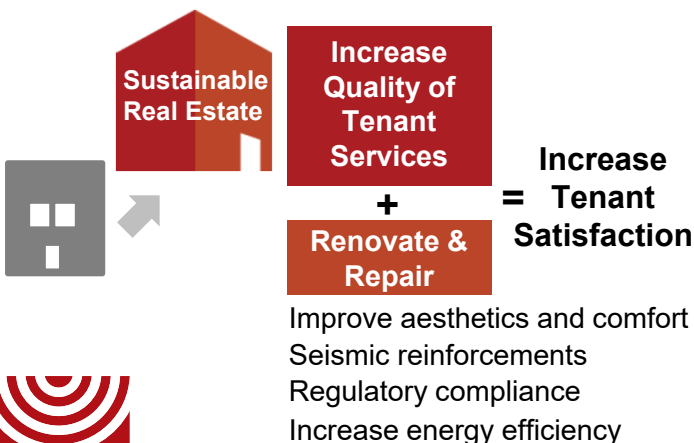 Sustainable
Real Estate
Increase
Quality of
Tenant
Services
+
Renovate &
Repair
=
Increase
Tenant
Satisfaction
Improve aesthetics and comfort
Seismic reinforcements
Regulatory compliance
Increase energy efficiency